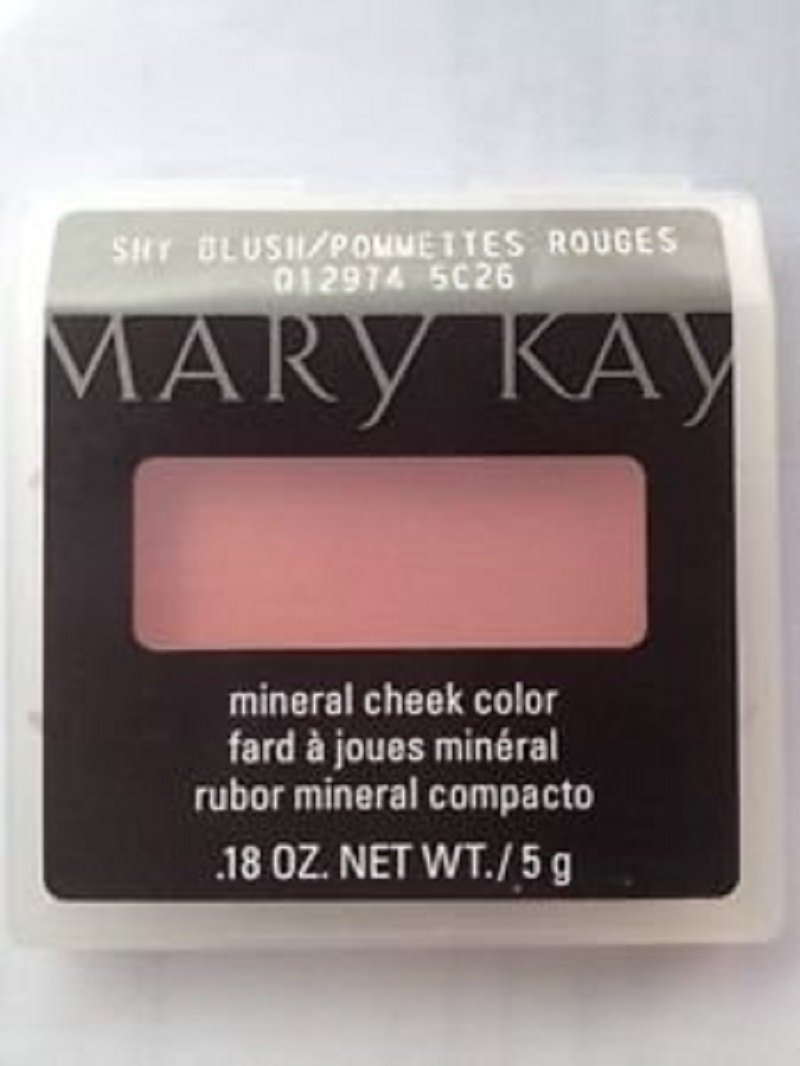 SHY BLUSH/POMMETTES ROUGES
012974 5C26
MARY KAY
mineral cheek color
fard à joues minéral
rubor mineral compacto
.18 OZ. NET WT./ 5 g